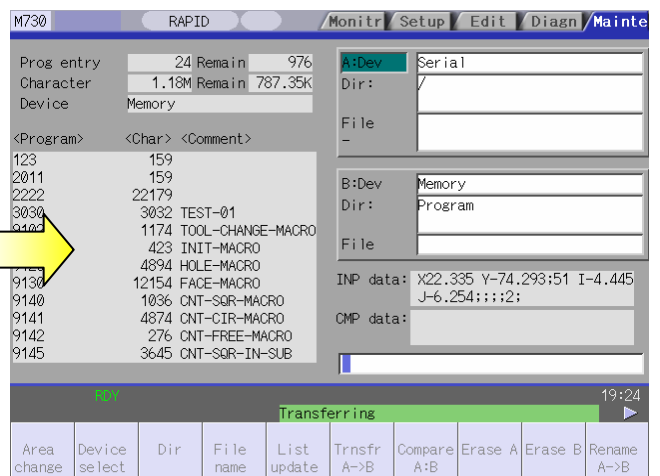 M730 RAPID Monitr Setup Edit Diagn Mainte
Prog entry 24 Remain 976
Character 1.18M Remain 787.35K
Device Memory
<Program> <Char> <Comment>
123 159
2011 159
2222 22179
3030 3032 TEST-01
9102 1174 TOOL-CHANGE-MACRO
423 INIT-MACRO
4894 HOLE-MACRO
9130 12154 FACE-MACRO
9140 1036 CNT-SQR-MACRO
9141 4874 CNT-CIR-MACRO
9142 276 CNT-FREE-MACRO
9145 3645 CNT-SQR-IN-SUB
A:Dev Serial
Dir: /
File
-
B:Dev Memory
Dir: Program
File
INP data: X22.335 Y-74.293;51 I-4.445
J-6.254;;;;2;
CMP data:
RDY 19:24
Transferring
Area change
Device select
Dir
File name
List update
Trnsfr A->B
Compare A:B
Erase A
Erase B
Rename A->B